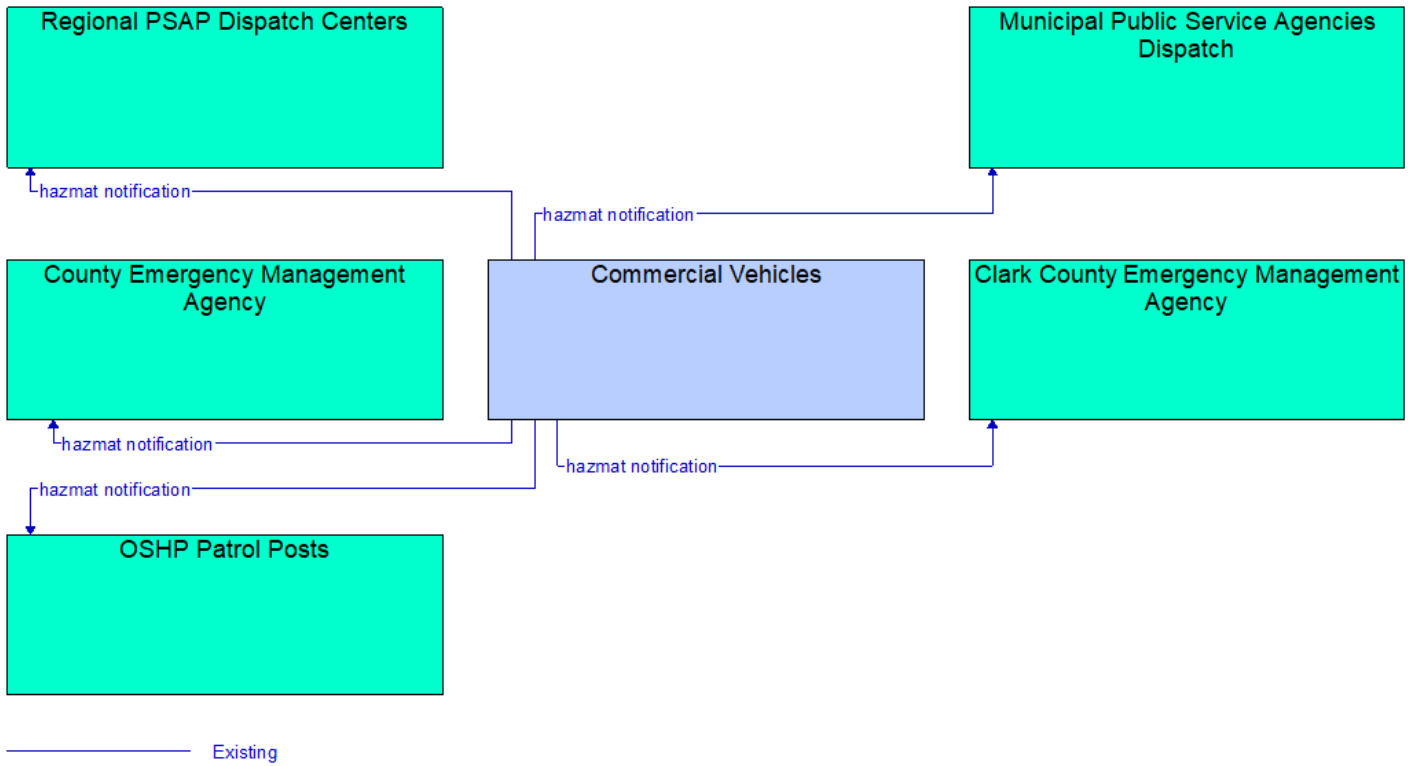 Regional PSAP Dispatch Centers
Municipal Public Service Agencies
Dispatch
hazmat notification
hazmat notification
County Emergency Management
Agency
Commercial Vehicles
Clark County Emergency Management
Agency
hazmat notification
hazmat notification
hazmat notification
OSHP Patrol Posts
Existing